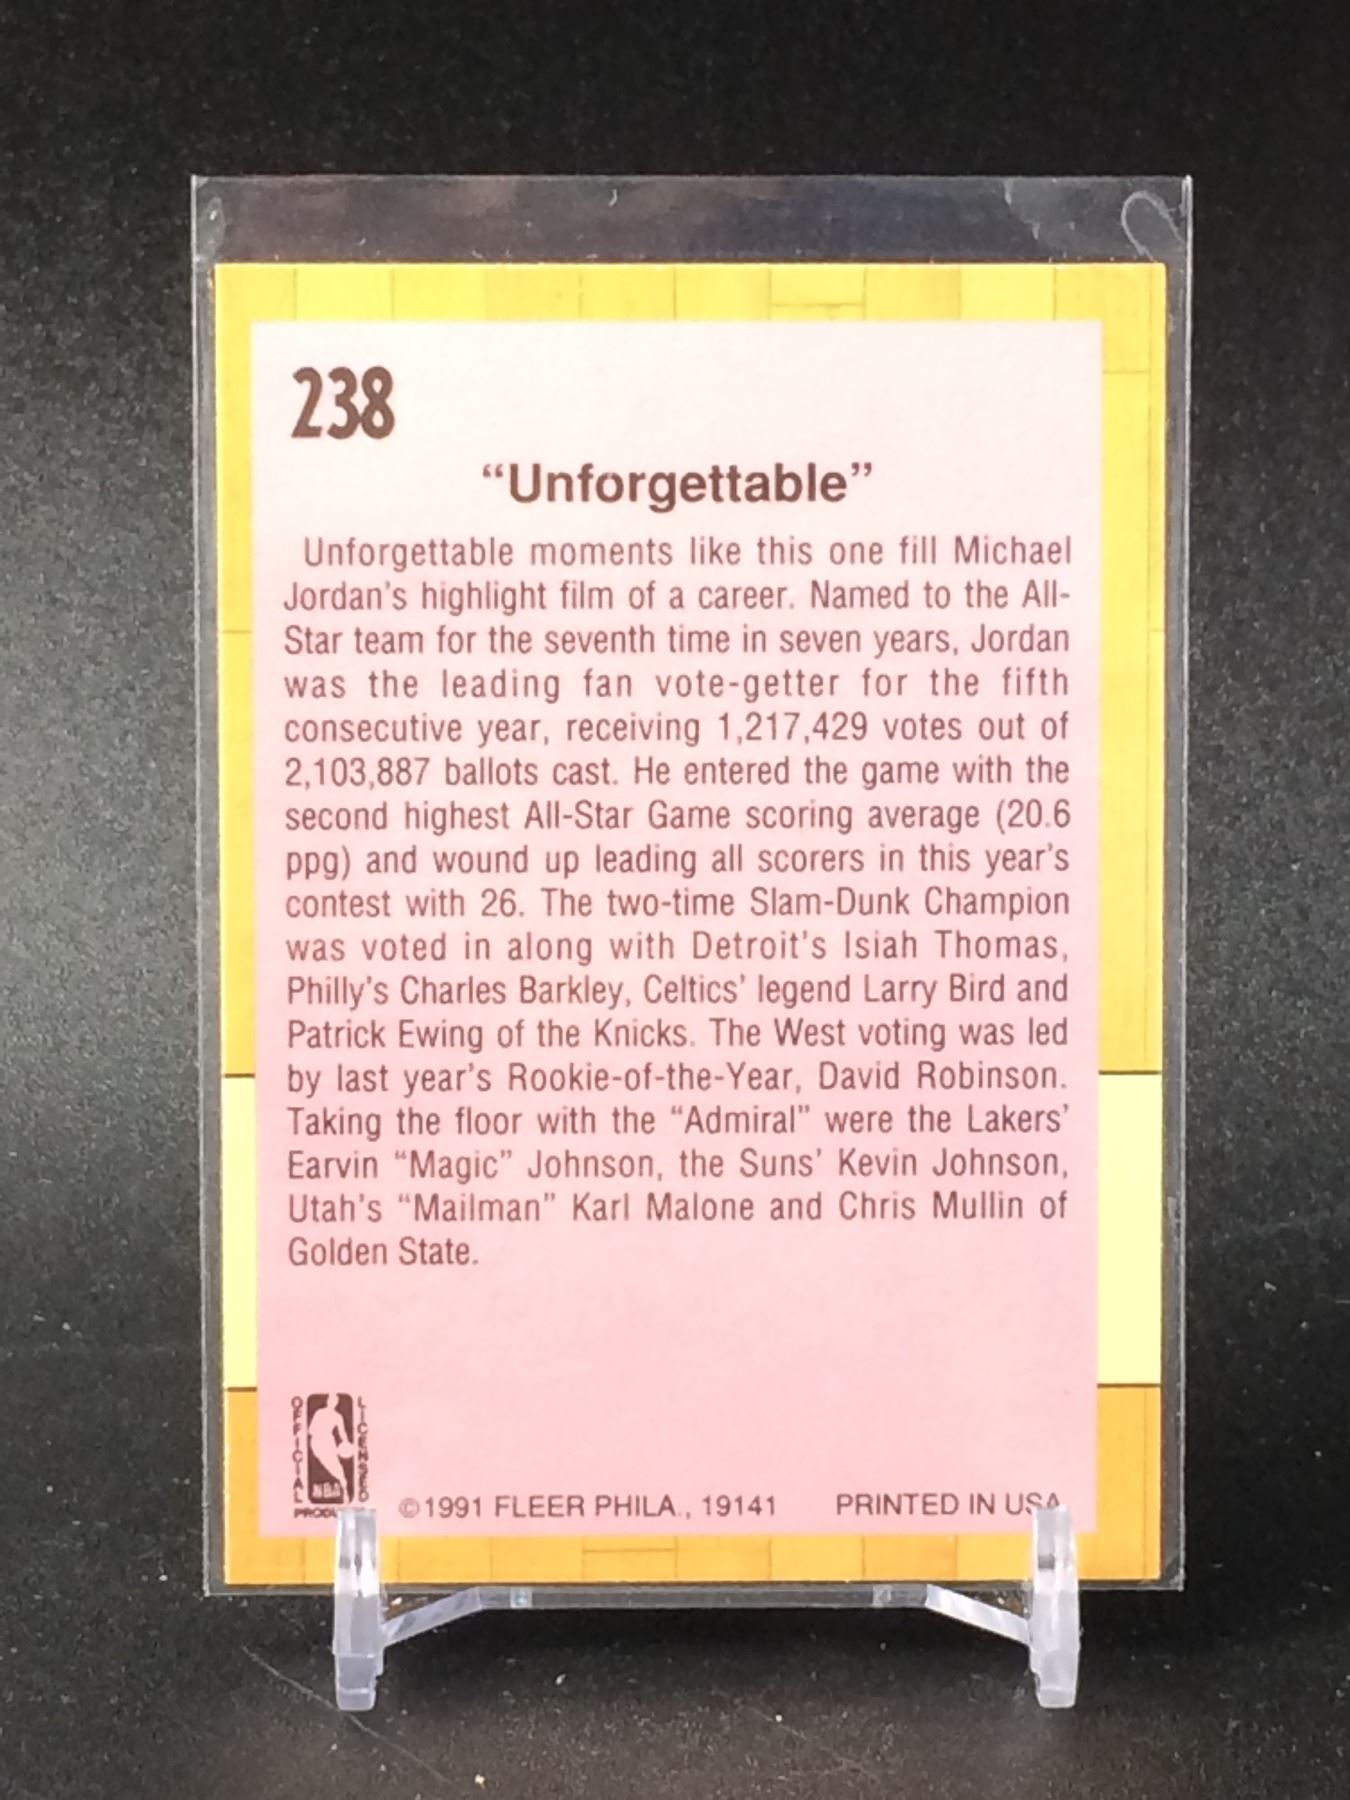 238
“Unforgettable”
Unforgettable moments like this one fill Michael
Jordan's highlight film of a career. Named to the All-
Star team for the seventh time in seven years, Jordan
was the leading fan vote-getter for the fifth
consecutive year, receiving 1,217,429 votes out of
2,103,887 ballots cast. He entered the game with the
second highest All-Star Game scoring average (20.6
ppg) and wound up leading all scorers in this year's
contest with 26. The two-time Slam-Dunk Champion
was voted in along with Detroit's Isiah Thomas,
Philly's Charles Barkley, Celtics' legend Larry Bird and
Patrick Ewing of the Knicks. The West voting was led
by last year's Rookie-of-the-Year, David Robinson.
Taking the floor with the “Admiral” were the Lakers'
Earvin “Magic” Johnson, the Suns' Kevin Johnson,
Utah's “Mailman” Karl Malone and Chris Mullin of
Golden State.
OFFICIAL
LICENSED
NBA
©1991 FLEER PHILA., 19141 PRINTED IN USA